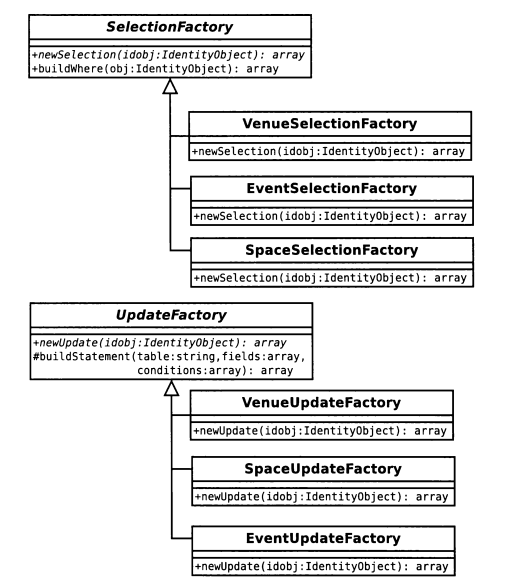 SelectionFactory
+newSelection(idobj:IdentityObject): array
+buildWhere(obj:IdentityObject): array
VenueSelectionFactory
+newSelection(idobj:IdentityObject): array
EventSelectionFactory
+newSelection(idobj:IdentityObject): array
SpaceSelectionFactory
+newSelection(idobj:IdentityObject): array
UpdateFactory
+newUpdate(idobj:IdentityObject): array
#buildStatement(table:string,fields:array,
conditions:array): array
VenueUpdateFactory
+newUpdate(idobj:IdentityObject): array
SpaceUpdateFactory
+newUpdate(idobj:IdentityObject): array
EventUpdateFactory
+newUpdate(idobj:IdentityObject): array